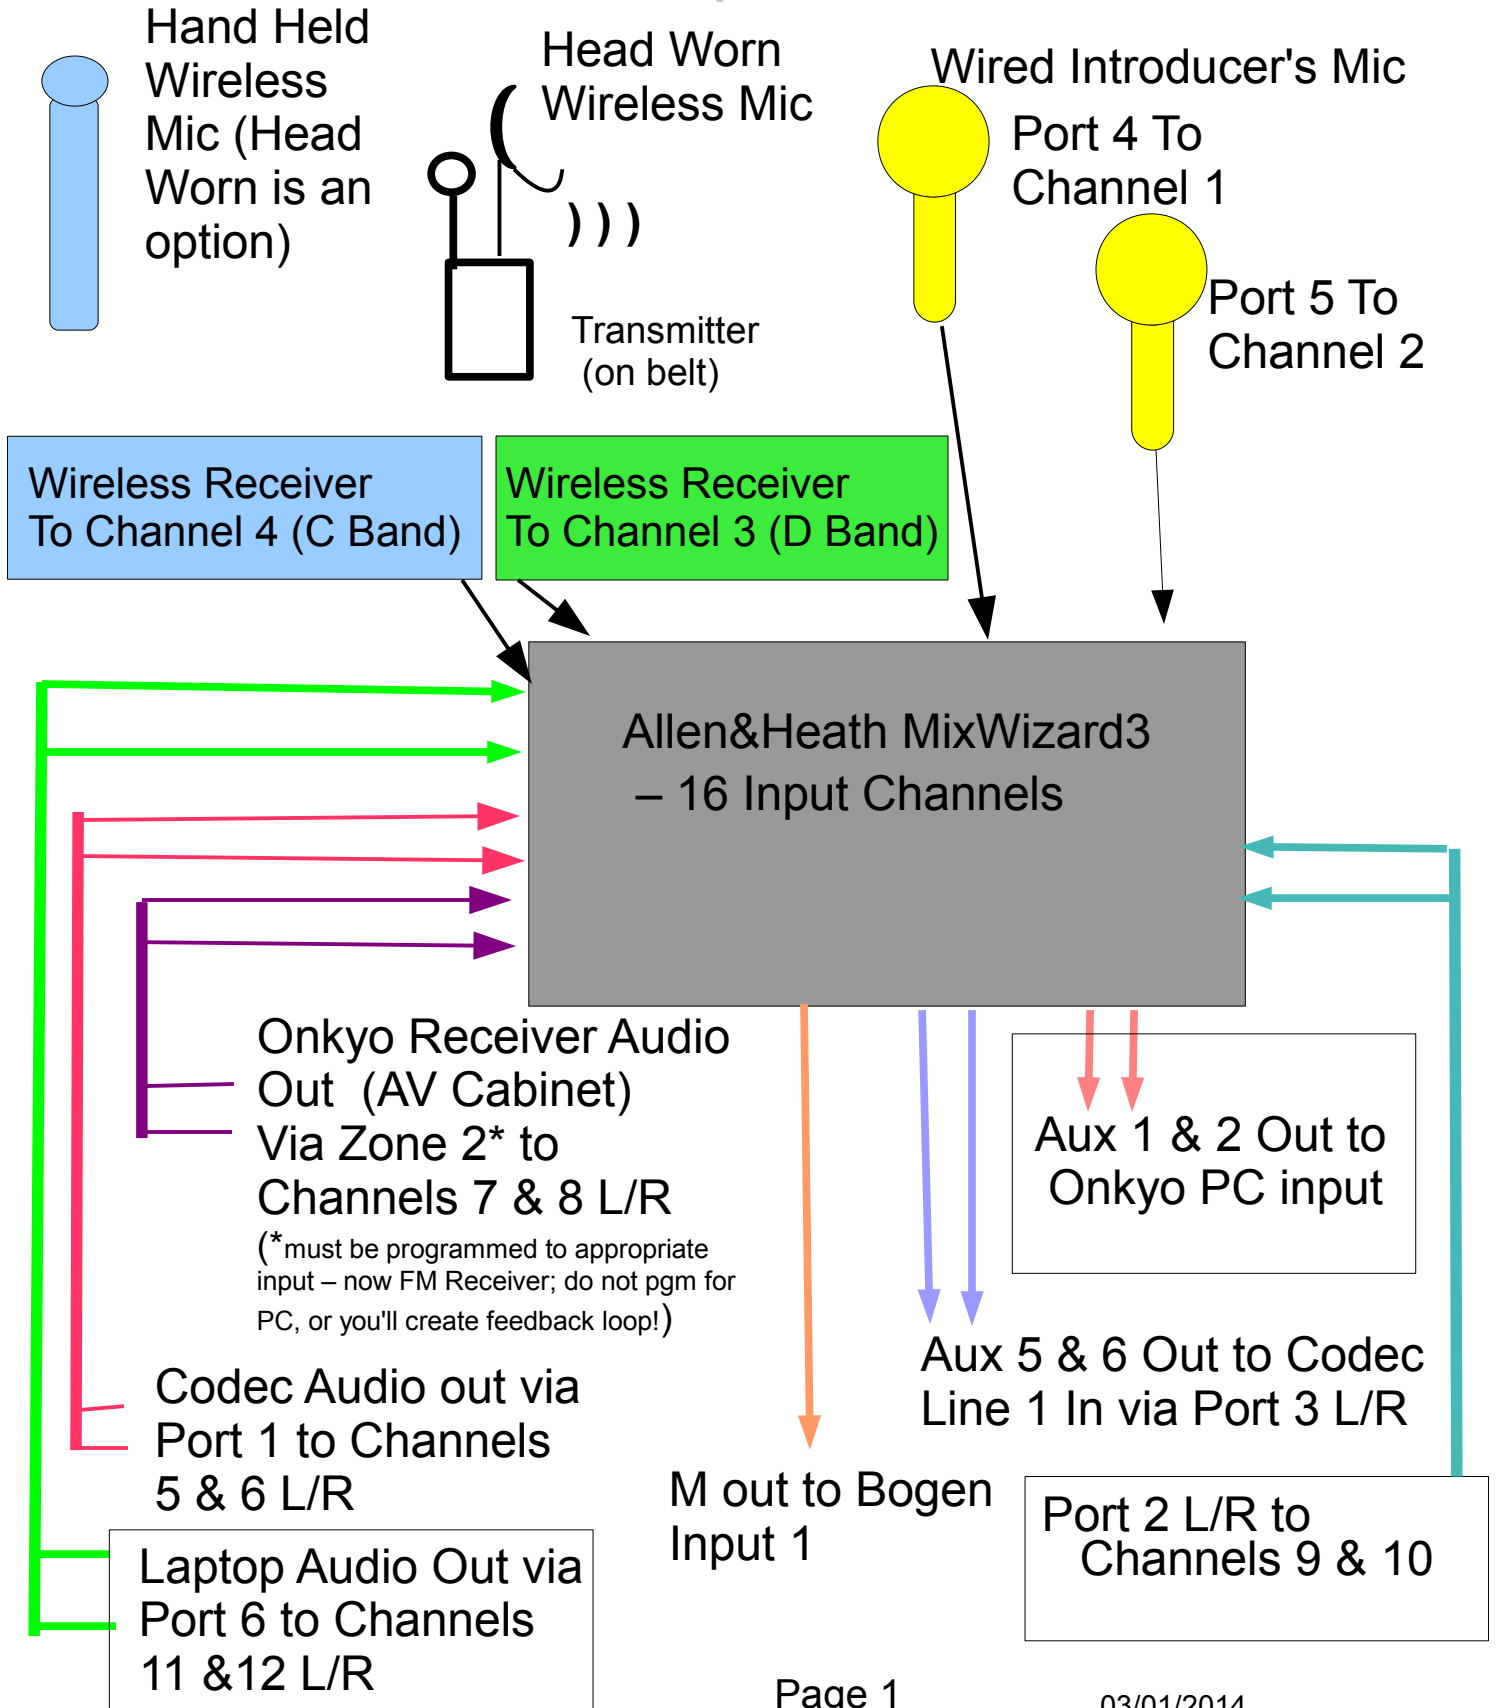 Hand Held
Wireless
Mic (Head
Worn is an
option)
Head Worn
Wireless Mic
Transmitter
(on belt)
) ) )
Wired Introducer's Mic
Port 4 To
Channel 1
Port 5 To
Channel 2
Wireless Receiver
To Channel 4 (C Band)
Wireless Receiver
To Channel 3 (D Band)
Allen&Heath MixWizard3
– 16 Input Channels
Onkyo Receiver Audio
Out (AV Cabinet)
Via Zone 2* to
Channels 7 & 8 L/R
(*must be programmed to appropriate
input – now FM Receiver; do not pgm for
PC, or you'll create feedback loop!)
Aux 1 & 2 Out to
Onkyo PC input
Aux 5 & 6 Out to Codec
Line 1 In via Port 3 L/R
Codec Audio out via
Port 1 to Channels
5 & 6 L/R
M out to Bogen
Input 1
Port 2 L/R to
Channels 9 & 10
Laptop Audio Out via
Port 6 to Channels
11 &12 L/R
Page 1
03/01/2014